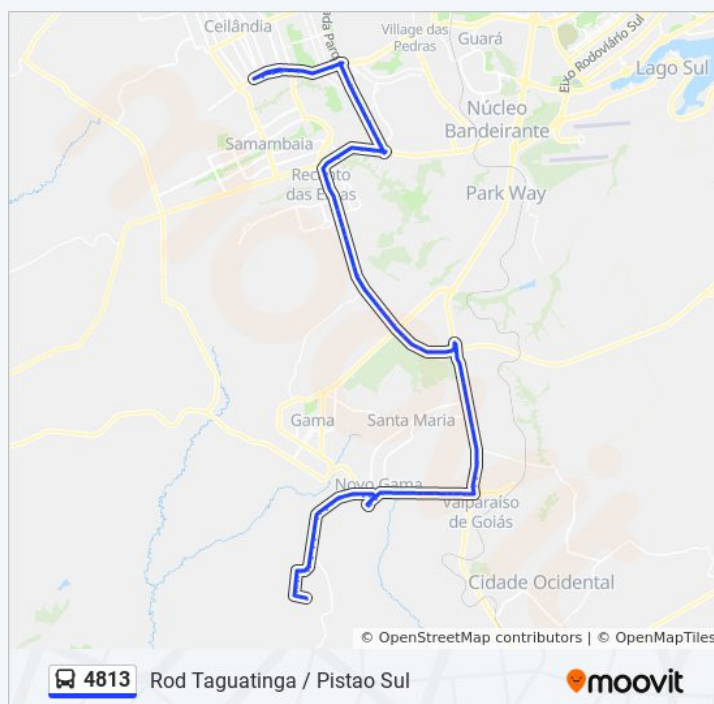 Ceilândia
Village das
Pedras
Guará
Eixo Rodoviário Sul
Lago Sul
Núcleo
Bandeirante
Samambaia
Recanto
das Emas
Park Way
Gama
Santa Maria
Novo Gama
Valparaíso
de Goiás
Cidade Ocidental
© OpenStreetMap contributors | © OpenMapTiles
4813 Rod Taguatinga / Pistao Sul
moovit